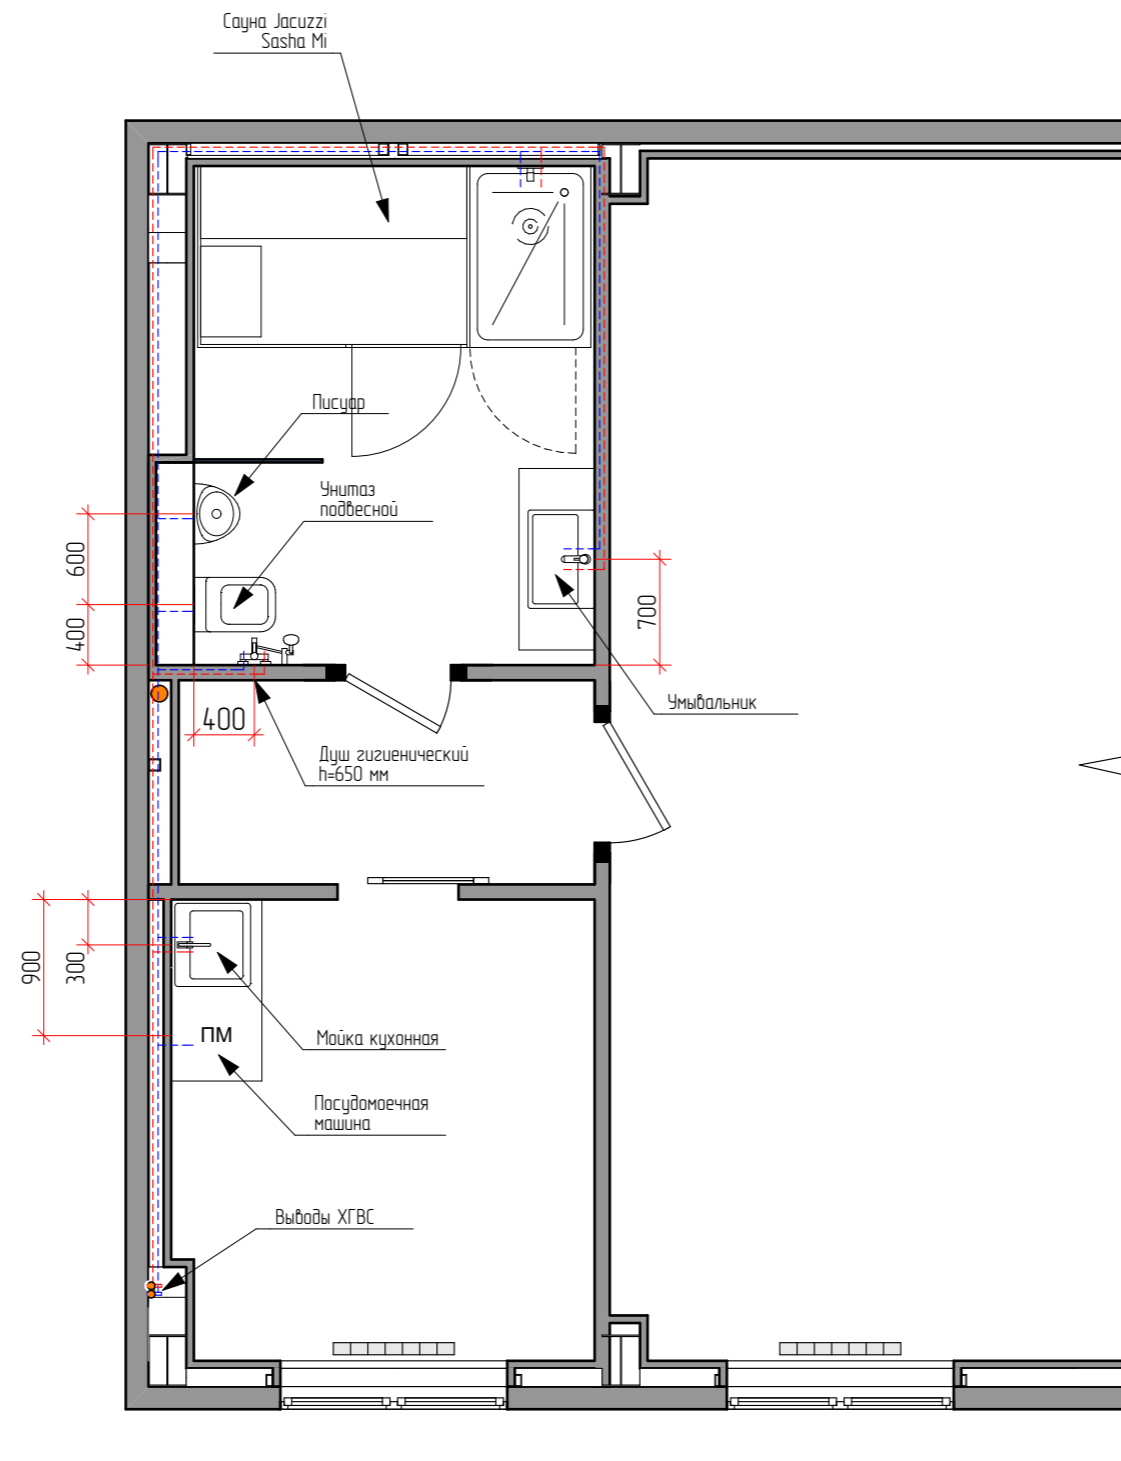 Сауна Jacuzzi
Sasha Mi
Писуар
Унитаз
подвесной
600
400
700
Умывальник
400
Душ гигиенический
h=650 мм
900
300
ПМ
Мойка кухонная
Посудомоечная
машина
Выводы ХГВС